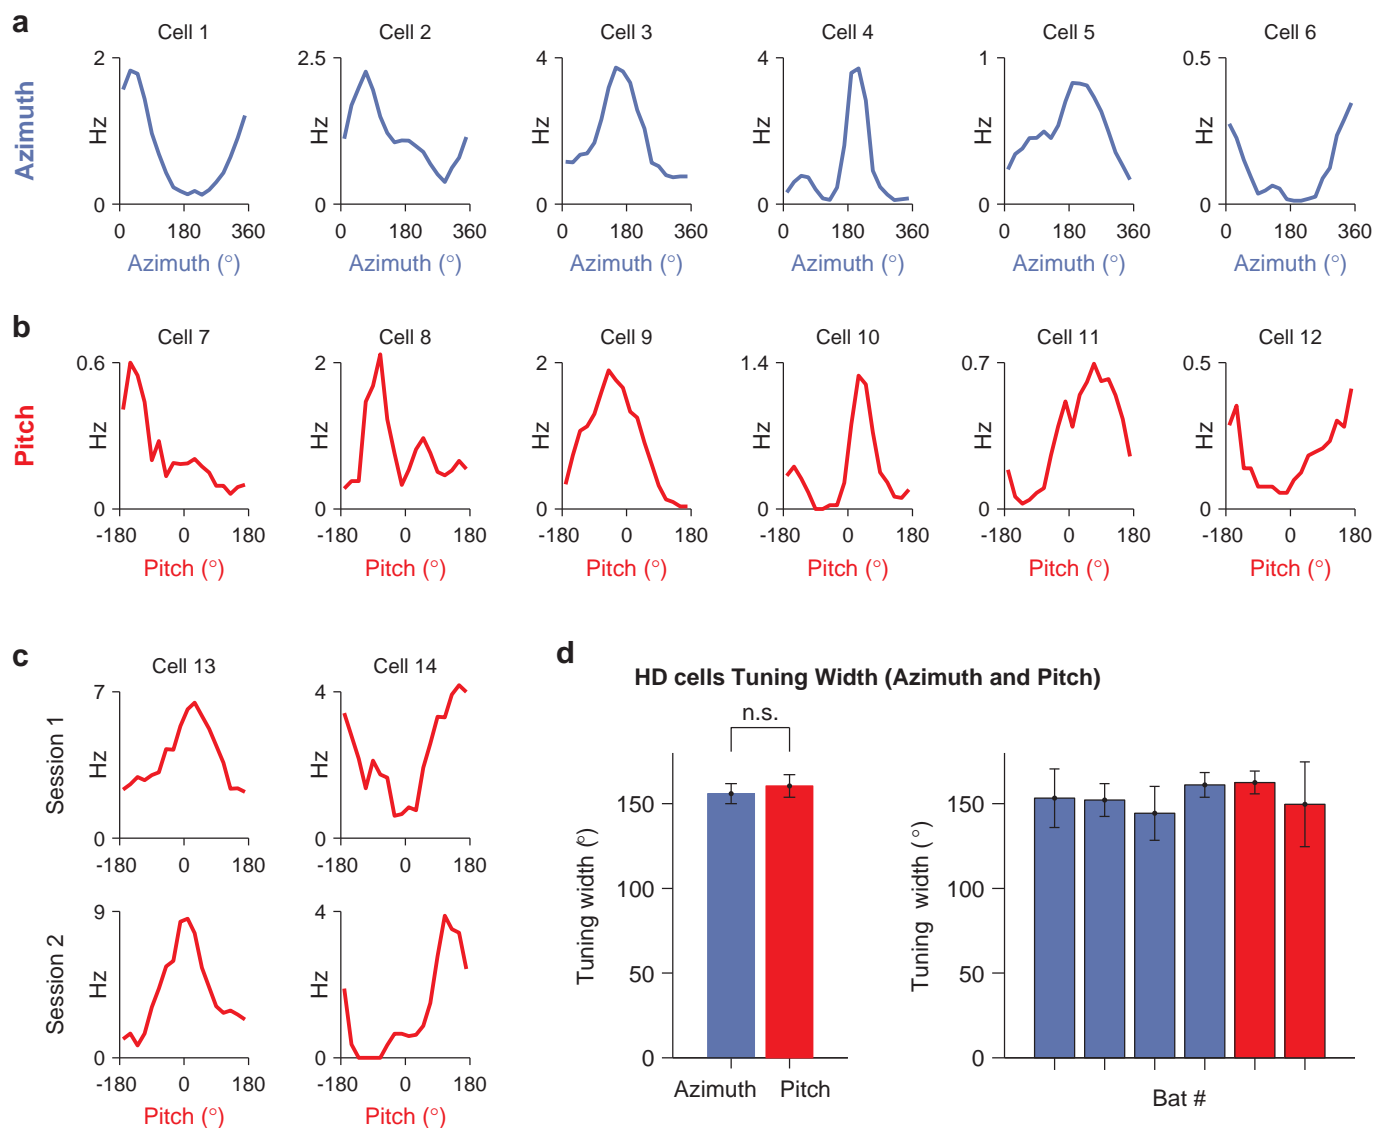 a
Cell 1 Cell 2 Cell 3 Cell 4 Cell 5 Cell 6
Azimuth
2 2.5 4 4 1 0.5
Hz Hz Hz Hz Hz Hz
0 0 0 0 0 0
0 180 360 0 180 360 0 180 360 0 180 360 0 180 360 0 180 360
Azimuth (°) Azimuth (°) Azimuth (°) Azimuth (°) Azimuth (°) Azimuth (°)
b
Cell 7 Cell 8 Cell 9 Cell 10 Cell 11 Cell 12
Pitch
0.6 2 2 1.4 0.7 0.5
Hz Hz Hz Hz Hz Hz
0 0 0 0 0 0
-180 0 180 -180 0 180 -180 0 180 -180 0 180 -180 0 180 -180 0 180
Pitch (°) Pitch (°) Pitch (°) Pitch (°) Pitch (°) Pitch (°)
c
Cell 13 Cell 14
Session 1
7 4
Hz Hz
0 0
-180 0 180 -180 0 180
Session 2
9 4
Hz Hz
0 0
-180 0 180 -180 0 180
Pitch (°) Pitch (°)
d
HD cells Tuning Width (Azimuth and Pitch)
n.s.
Tuning width (°)
150
100
50
0
Azimuth Pitch
Tuning width (°)
150
100
50
0
Bat #